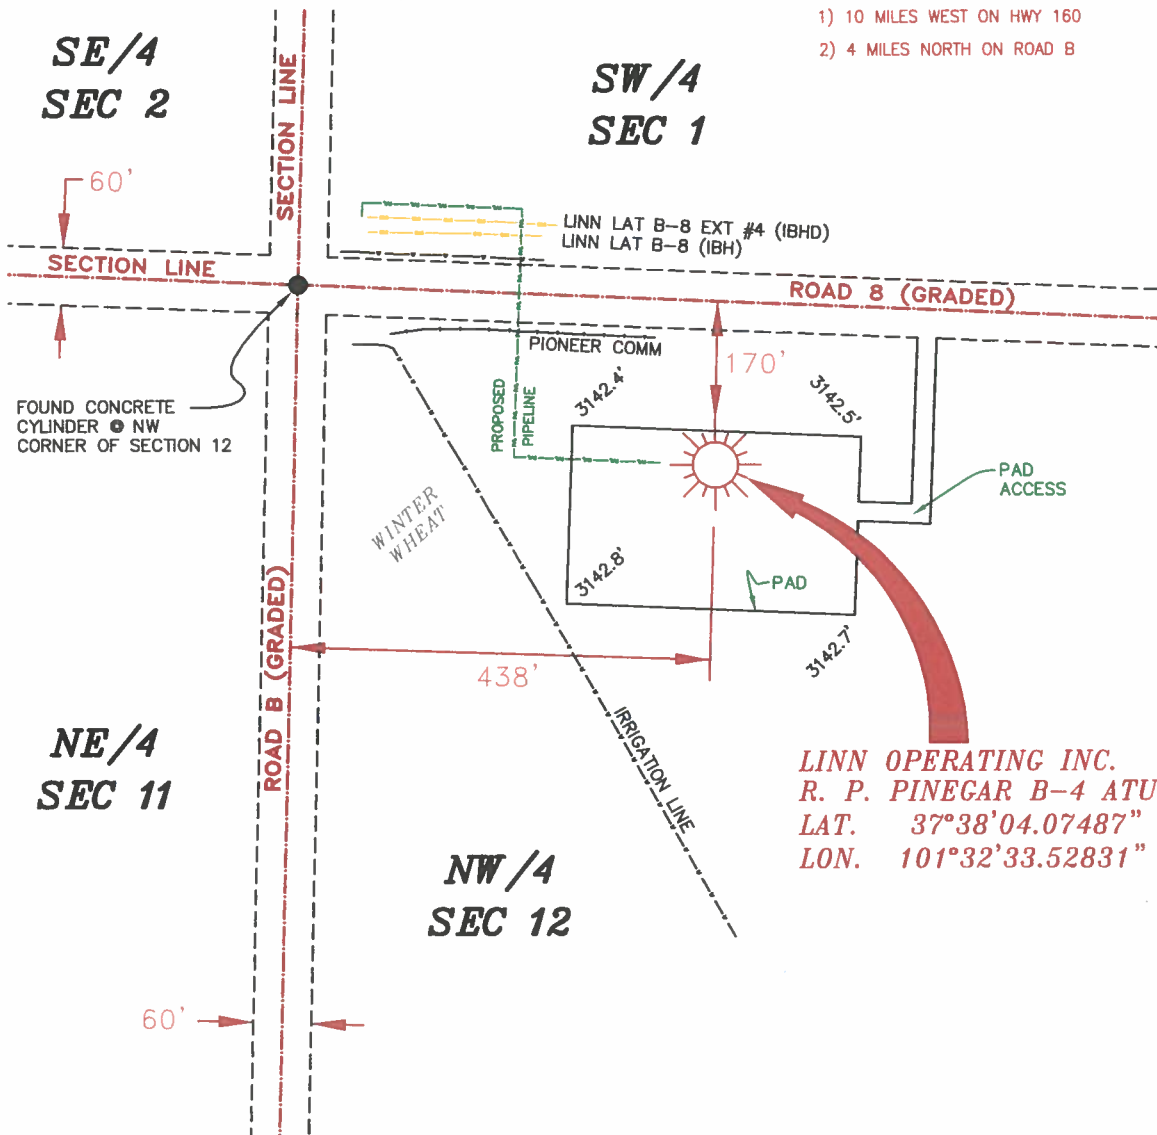 1) 10 MILES WEST ON HWY 160
2) 4 MILES NORTH ON ROAD B
SE/4
SEC 2
SECTION LINE
SW/4
SEC 1
60'
LINN LAT B-8 EXT #4 (IBHD)
LINN LAT B-8 (IBH)
SECTION LINE
ROAD 8 (GRADED)
PIONEER COMM
170'
3142.4'
3142.5'
PROPOSED
PIPELINE
FOUND CONCRETE
CYLINDER @ NW
CORNER OF SECTION 12
PAD
ACCESS
WINTER
WHEAT
3142.8'
PAD
3142.7'
ROAD B (GRADED)
438'
IRRIGATION LINE
NE/4
SEC 11
LINN OPERATING INC.
R. P. PINEGAR B-4 ATU
LAT. 37°38'04.07487"
LON. 101°32'33.52831"
NW/4
SEC 12
60'